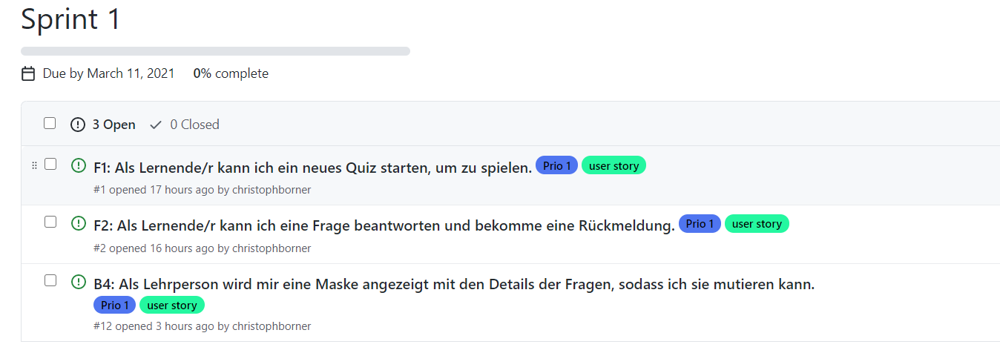 Sprint 1
Due by March 11, 2021 0% complete
3 Open 0 Closed
F1: Als Lernende/r kann ich ein neues Quiz starten, um zu spielen. Prio 1 user story
#1 opened 17 hours ago by christophborner
F2: Als Lernende/r kann ich eine Frage beantworten und bekomme eine Rückmeldung. Prio 1 user story
#2 opened 16 hours ago by christophborner
B4: Als Lehrperson wird mir eine Maske angezeigt mit den Details der Fragen, sodass ich sie mutieren kann.
Prio 1 user story
#12 opened 3 hours ago by christophborner